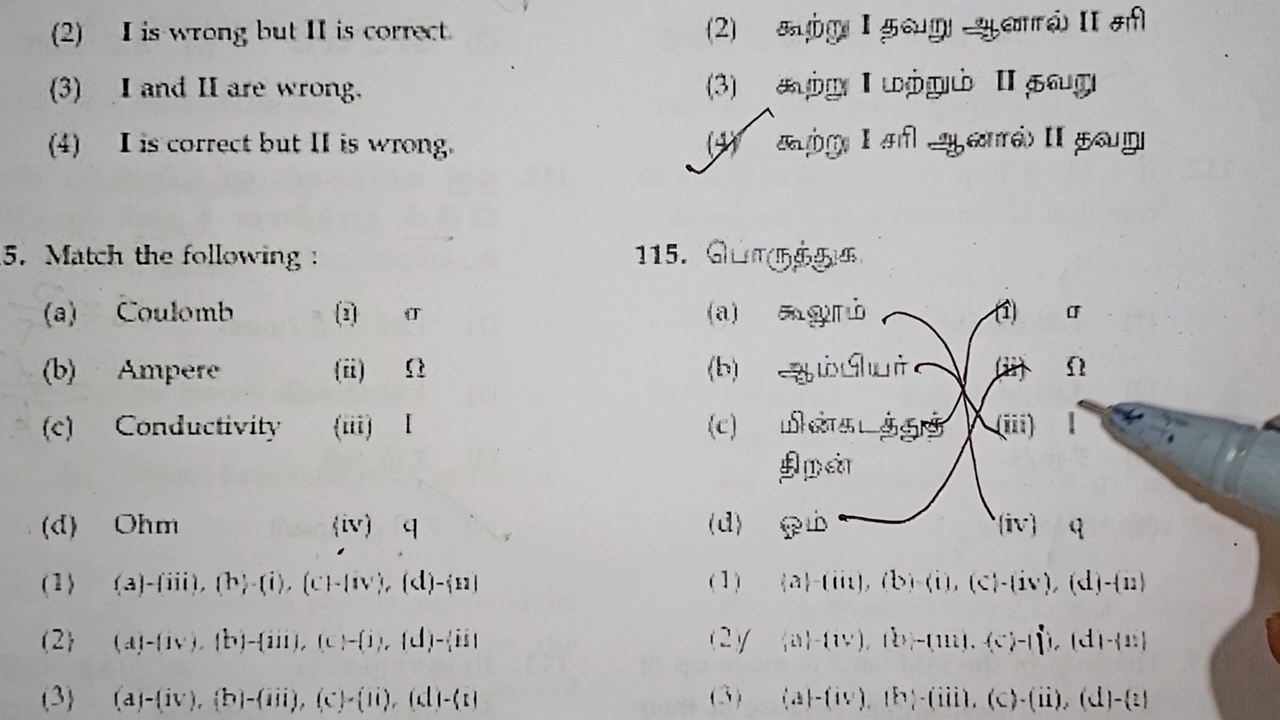 (2) I is wrong but II is correct.
(3) I and II are wrong.
(4) I is correct but II is wrong.
5. Match the following :
(a) Coulomb (i) σ
(b) Ampere (ii) Ω
(c) Conductivity (iii) I
(d) Ohm (iv) q
(1) (a)-(iii), (b)-(i), (c)-(iv), (d)-(ii)
(2) (a)-(iv), (b)-(iii), (c)-(i), (d)-(ii)
(3) (a)-(iv), (b)-(iii), (c)-(ii), (d)-(i)
(2) கூற்று I தவறு ஆனால் II சரி
(3) கூற்று I மற்றும் II தவறு
(4) கூற்று I சரி ஆனால் II தவறு
115. பொருத்துக
(a) கூலூம் (i) σ
(b) ஆம்பியர் (ii) Ω
(c) மின்கடத்துத் (iii) I
திறன்
(d) ஓம் (iv) q
(1) (a)-(iii), (b)-(i), (c)-(iv), (d)-(ii)
(2) (a)-(iv), (b)-(iii), (c)-(i), (d)-(ii)
(3) (a)-(iv), (b)-(iii), (c)-(ii), (d)-(i)